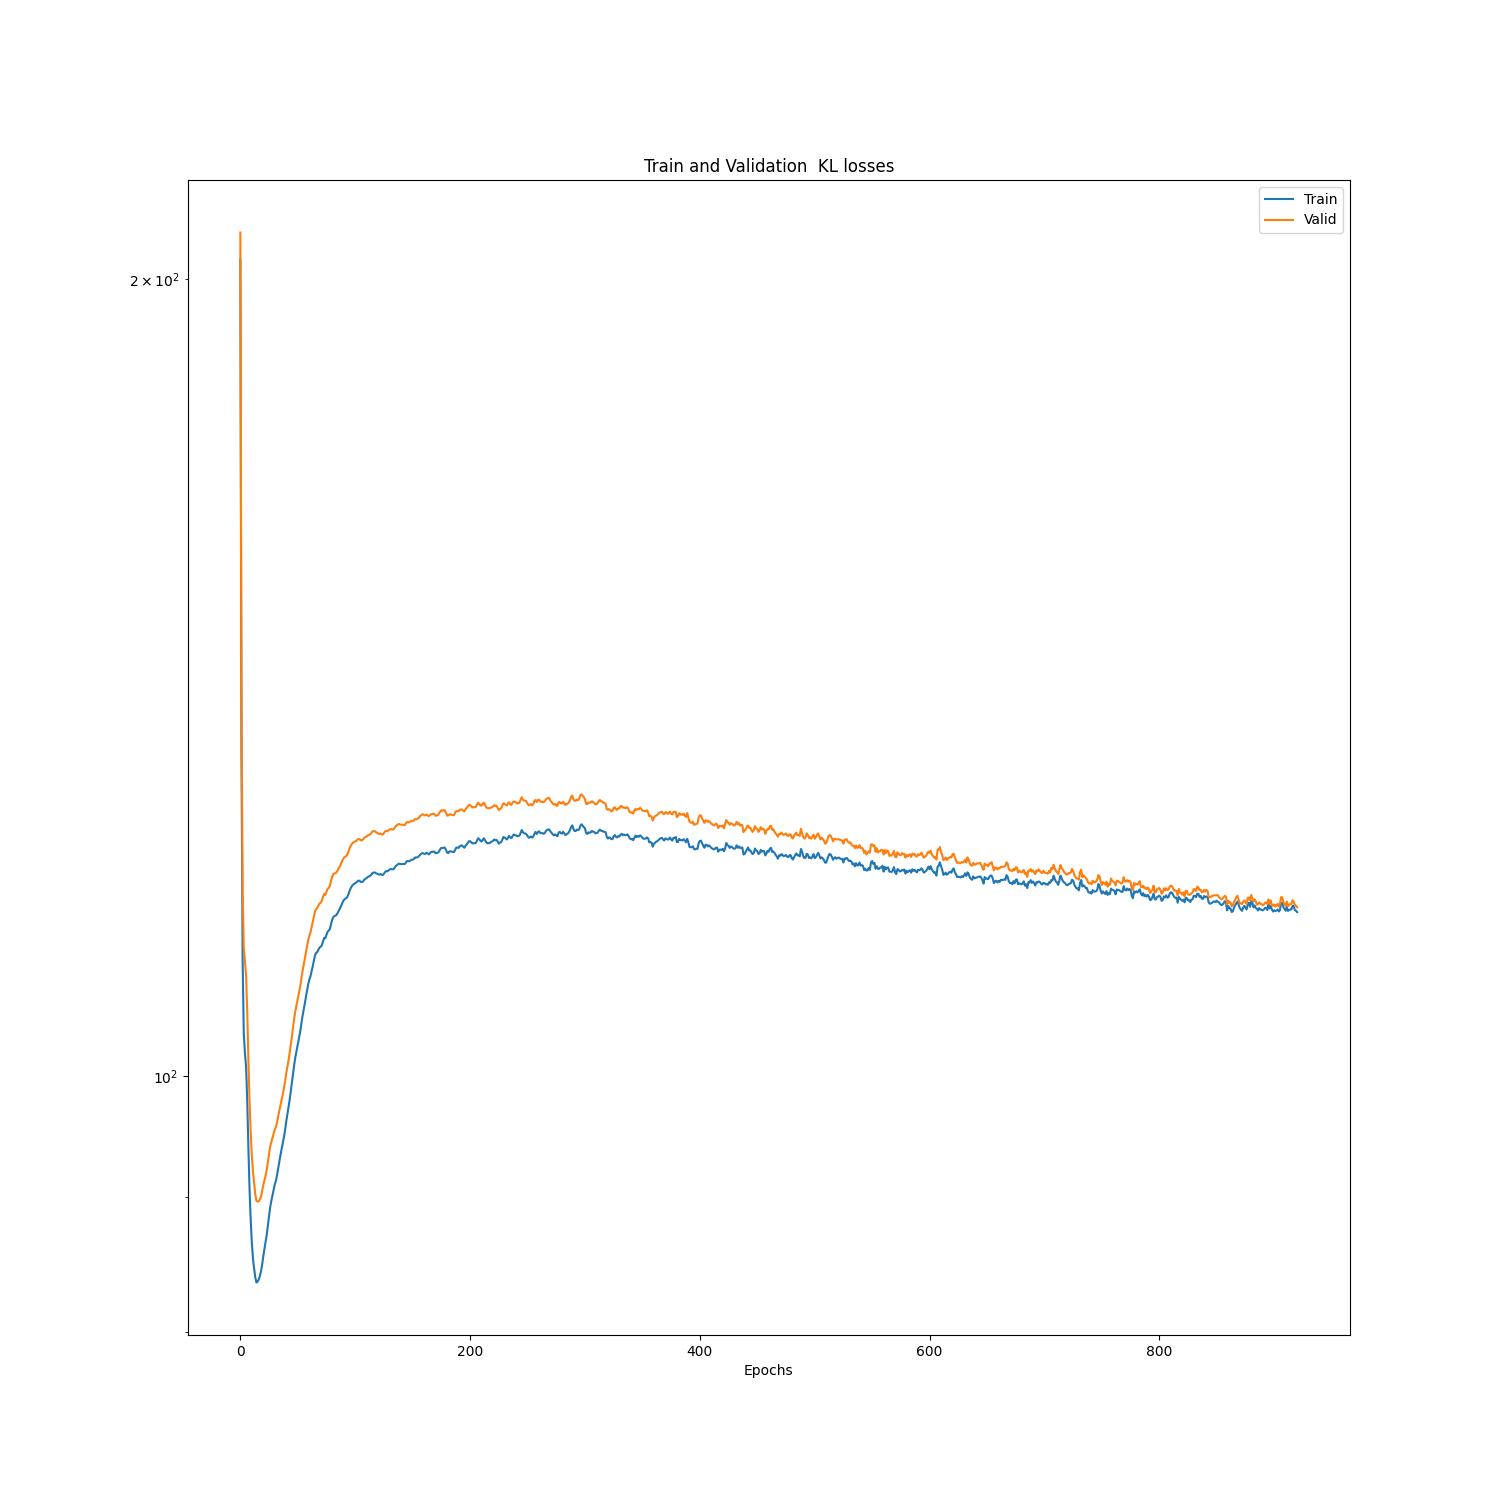 Train and Validation  KL losses
Train
Valid
2 × 10²
10²
0 200 400 600 800
Epochs